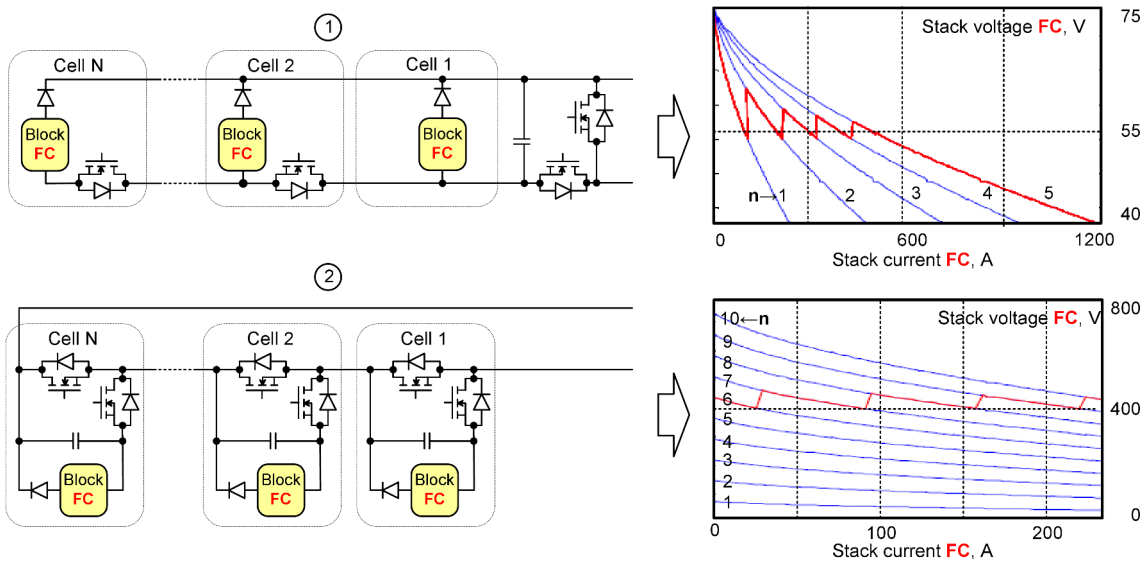 1
Cell N
Cell 2
Cell 1
Block
FC
Block
FC
Block
FC
Stack voltage FC, V
75
55
40
n→1
2
3
4
5
0
600
1200
Stack current FC, A
2
Cell N
Cell 2
Cell 1
Block
FC
Block
FC
Block
FC
Stack voltage FC, V
800
400
0
10←n
9
8
7
6
5
4
3
2
1
0
100
200
Stack current FC, A